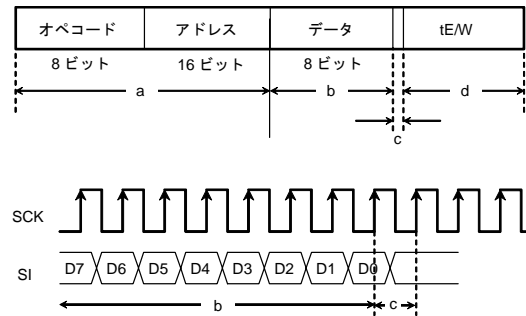 オペコード アドレス データ tE/W
8 ビット 16 ビット 8 ビット
a b d
c
SCK
SI D7 D6 D5 D4 D3 D2 D1 D0
b c